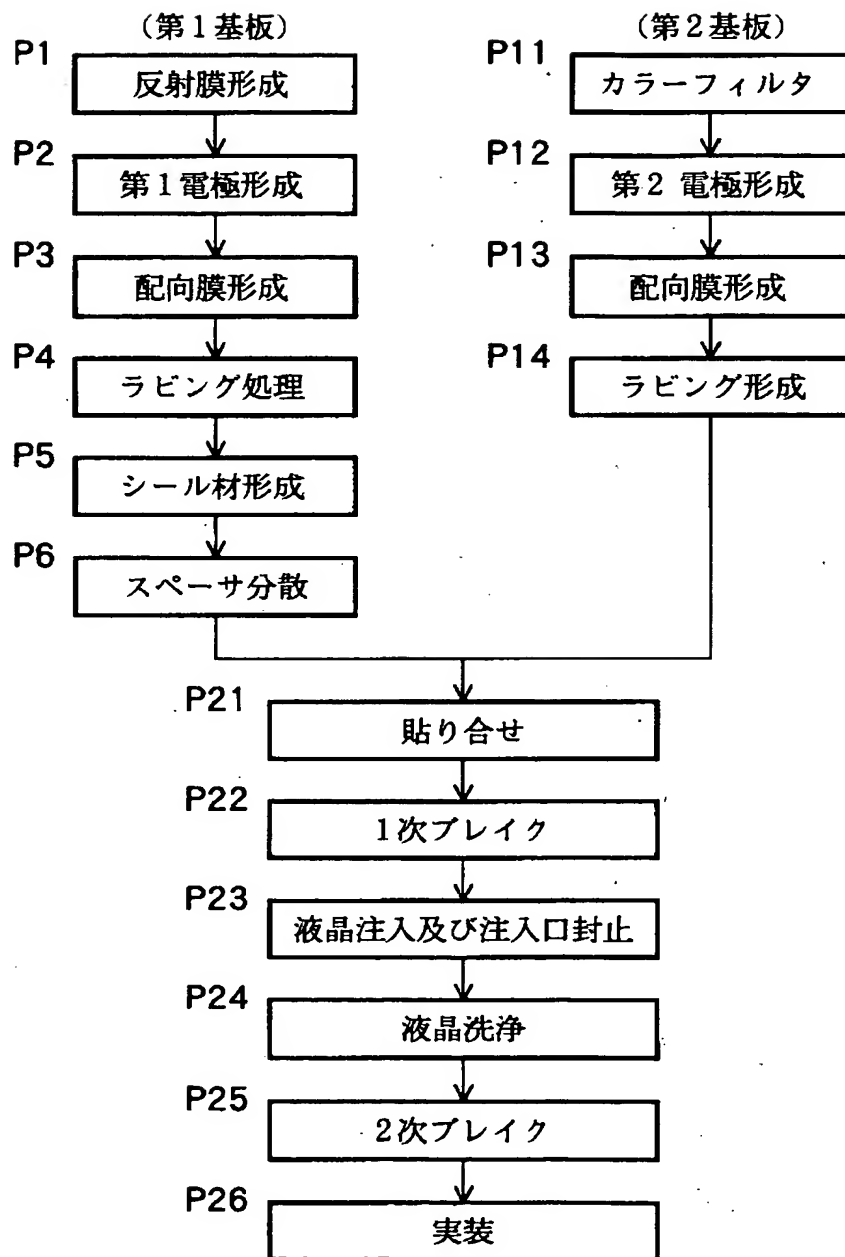 (第1基板)
P1
反射膜形成
P2
第1電極形成
P3
配向膜形成
P4
ラビング処理
P5
シール材形成
P6
スペーサ分散
(第2基板)
P11
カラーフィルタ
P12
第2 電極形成
P13
配向膜形成
P14
ラビング形成
P21
貼り合せ
P22
1次ブレイク
P23
液晶注入及び注入口封止
P24
液晶洗浄
P25
2次ブレイク
P26
実装